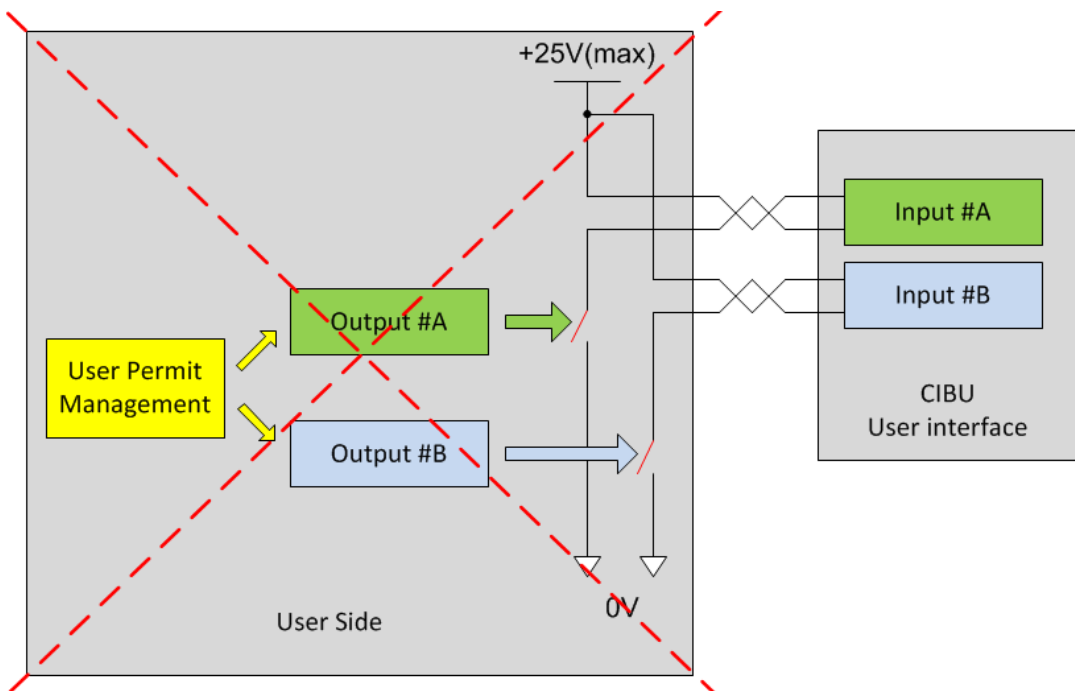 +25V(max)
Input #A
Input #B
CIBU
User interface
Output #A
User Permit
Management
Output #B
0V
User Side